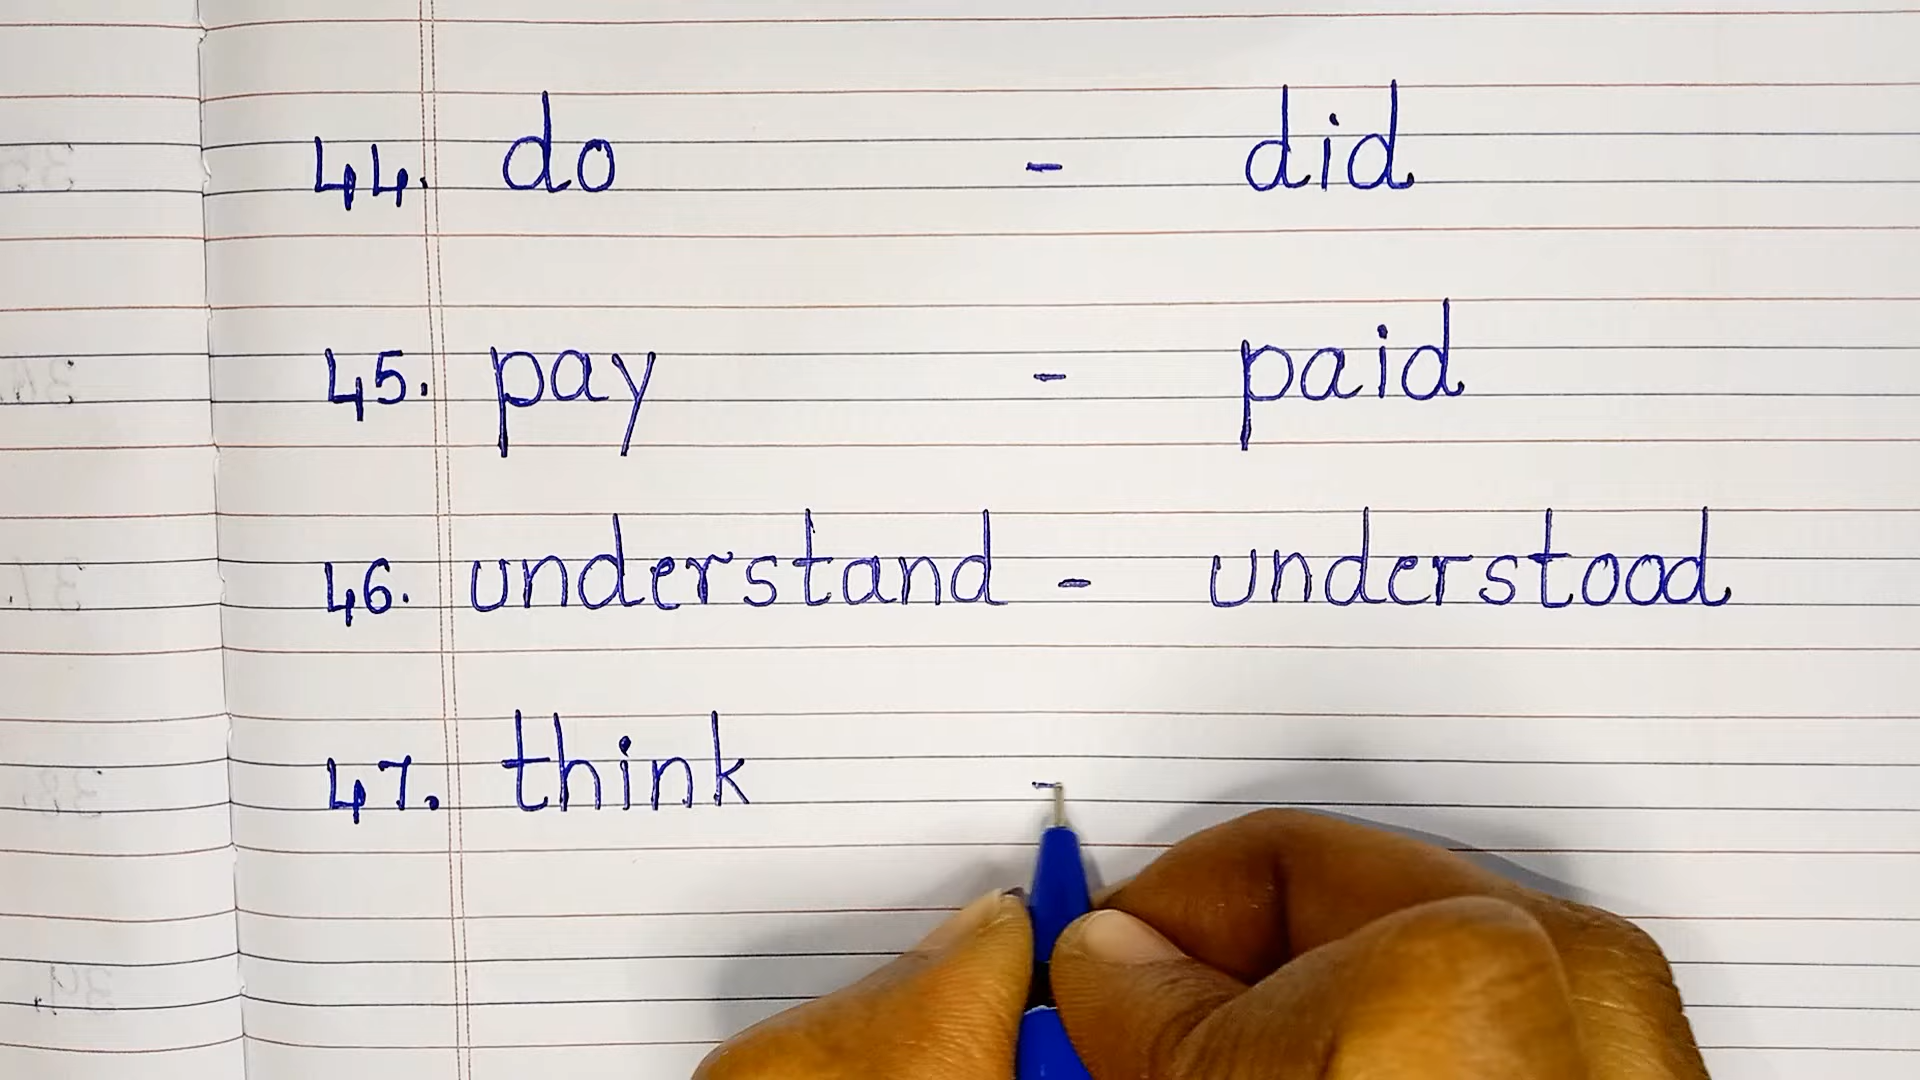 44. do - did
45. pay - paid
46. understand - understood
47. think -